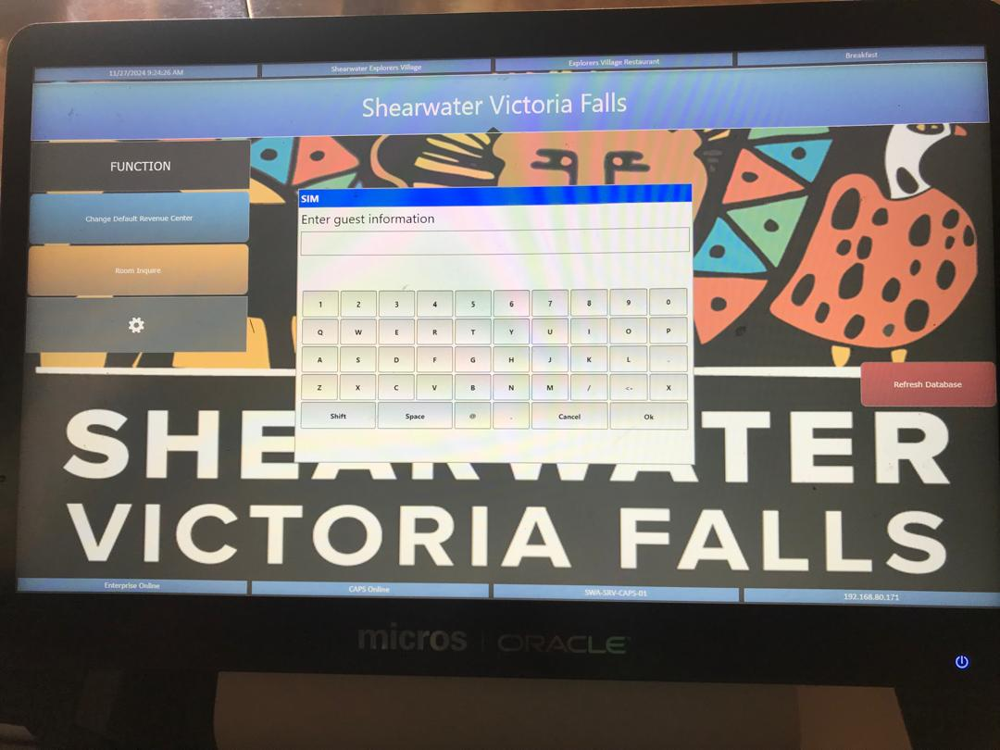 11/27/2024 9:24:26 AM
Shearwater Explorers Village
Explorers Village Restaurant
Breakfast
Shearwater Victoria Falls
FUNCTION
Change Default Revenue Center
Room Inquire
SIM
Enter guest information
1 2 3 4 5 6 7 8 9 0
Q W E R T Y U I O P
A S D F G H J K L .
Z X C V B N M / <- X
Shift Space @ . Cancel Ok
Refresh Database
SHEARWATER
VICTORIA FALLS
Enterprise Online
CAPS Online
SWA-SRV-CAPS-01
192.168.80.171
micros | ORACLE